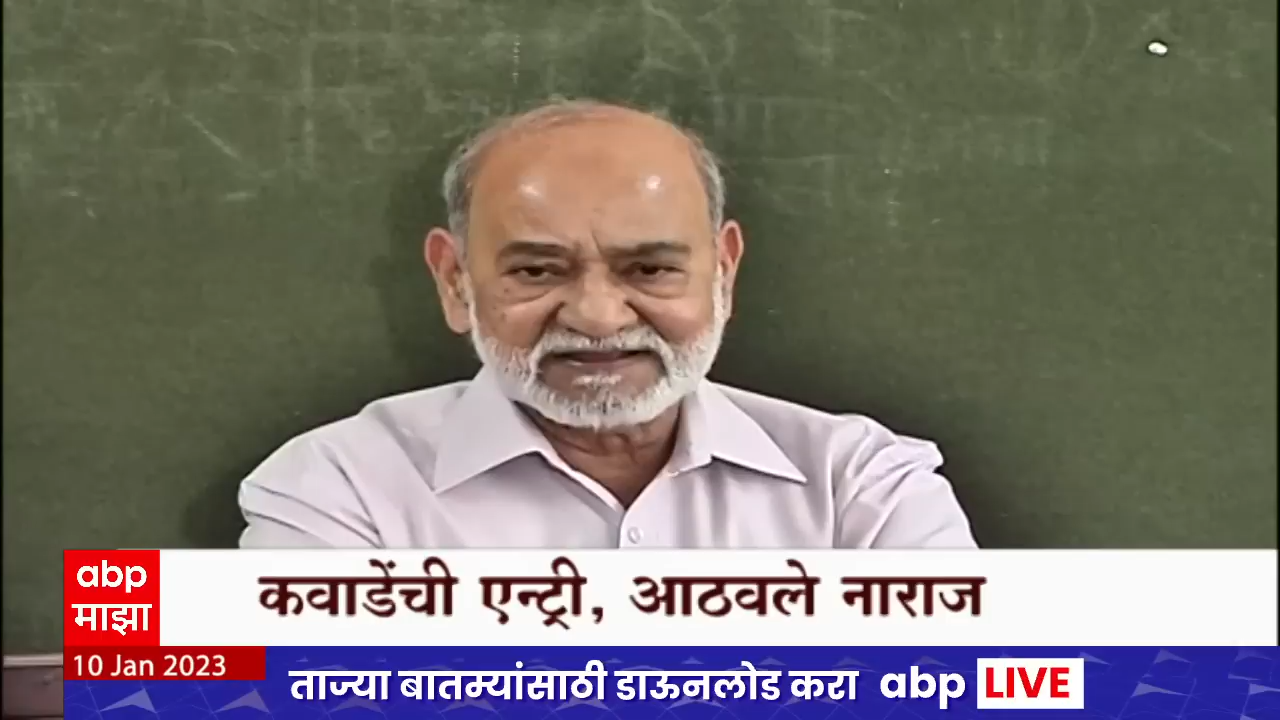 abp
माझा
कवाडेंची एन्ट्री, आठवले नाराज
10 Jan 2023
ताज्या बातम्यांसाठी डाऊनलोड करा abp LIVE